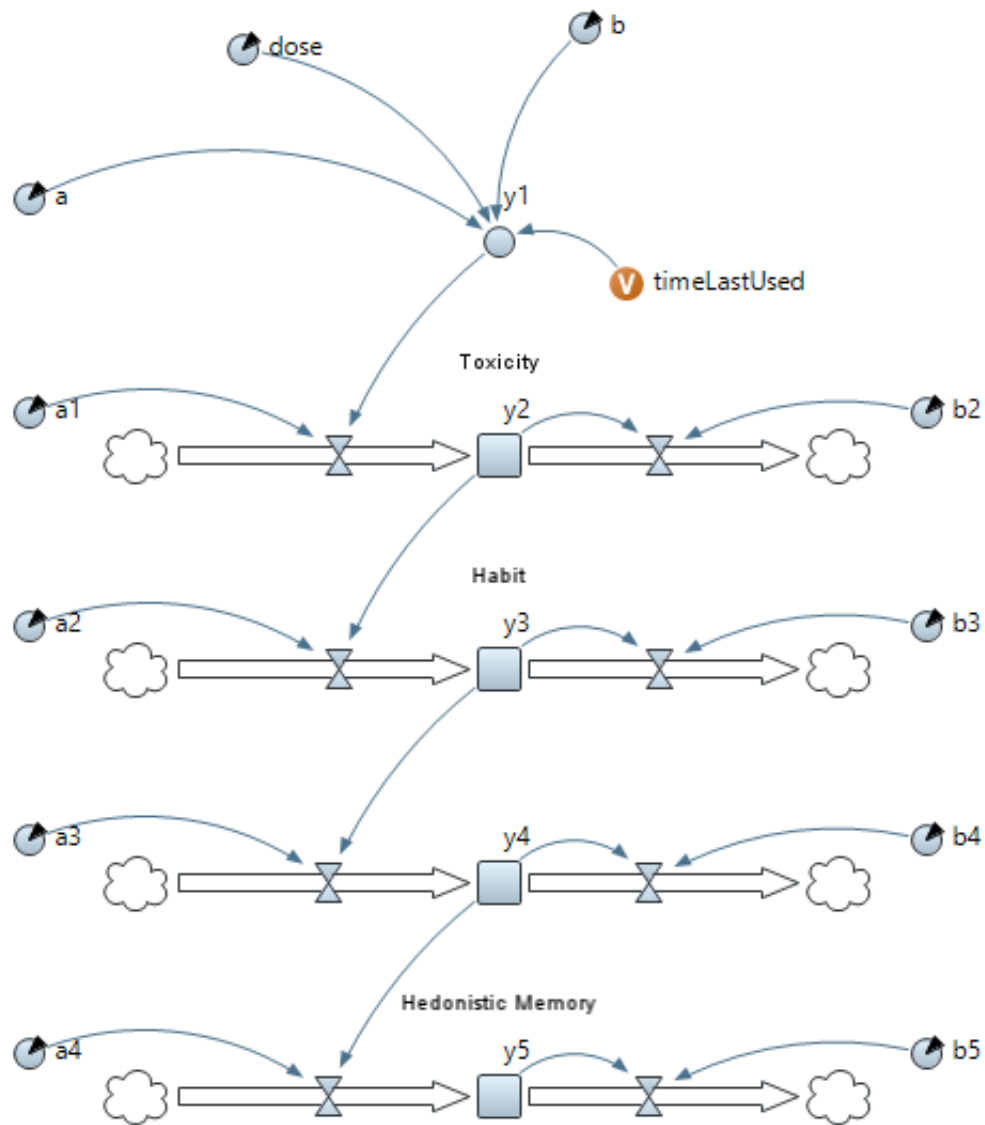 dose
b
a
y1
V
timeLastUsed
Toxicity
a1
y2
b2
Habit
a2
y3
b3
a3
y4
b4
Hedonistic Memory
a4
y5
b5